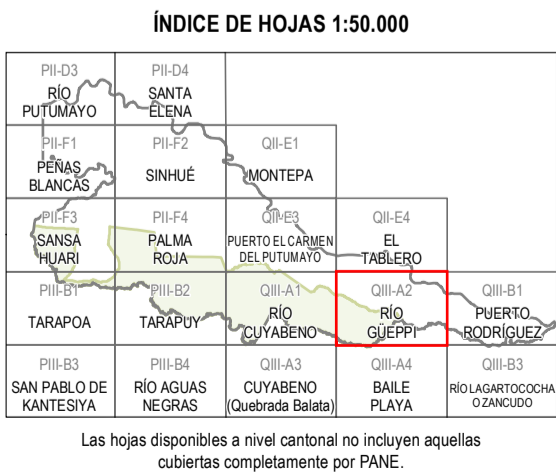 ÍNDICE DE HOJAS 1:50.000
PII-D3
RÍO
PUTUMAYO
PII-D4
SANTA
ELENA
PII-F1
PEÑAS
BLANCAS
PII-F2
SINHUÉ
QII-E1
MONTEPA
PII-F3
SANSA
HUARI
PII-F4
PALMA
ROJA
QII-E3
PUERTO EL CARMEN
DEL PUTUMAYO
QII-E4
EL
TABLERO
PIII-B1
TARAPOA
PIII-B2
TARAPUY
QIII-A1
RÍO
CUYABENO
QIII-A2
RÍO
GÜEPPI
QIII-B1
PUERTO
RODRÍGUEZ
PIII-B3
SAN PABLO DE
KANTESIYA
PIII-B4
RÍO AGUAS
NEGRAS
QIII-A3
CUYABENO
(Quebrada Balata)
QIII-A4
BAILE
PLAYA
QIII-B3
RÍO LAGARTOCOCHA
O ZANCUDO
Las hojas disponibles a nivel cantonal no incluyen aquellas
cubiertas completamente por PANE.